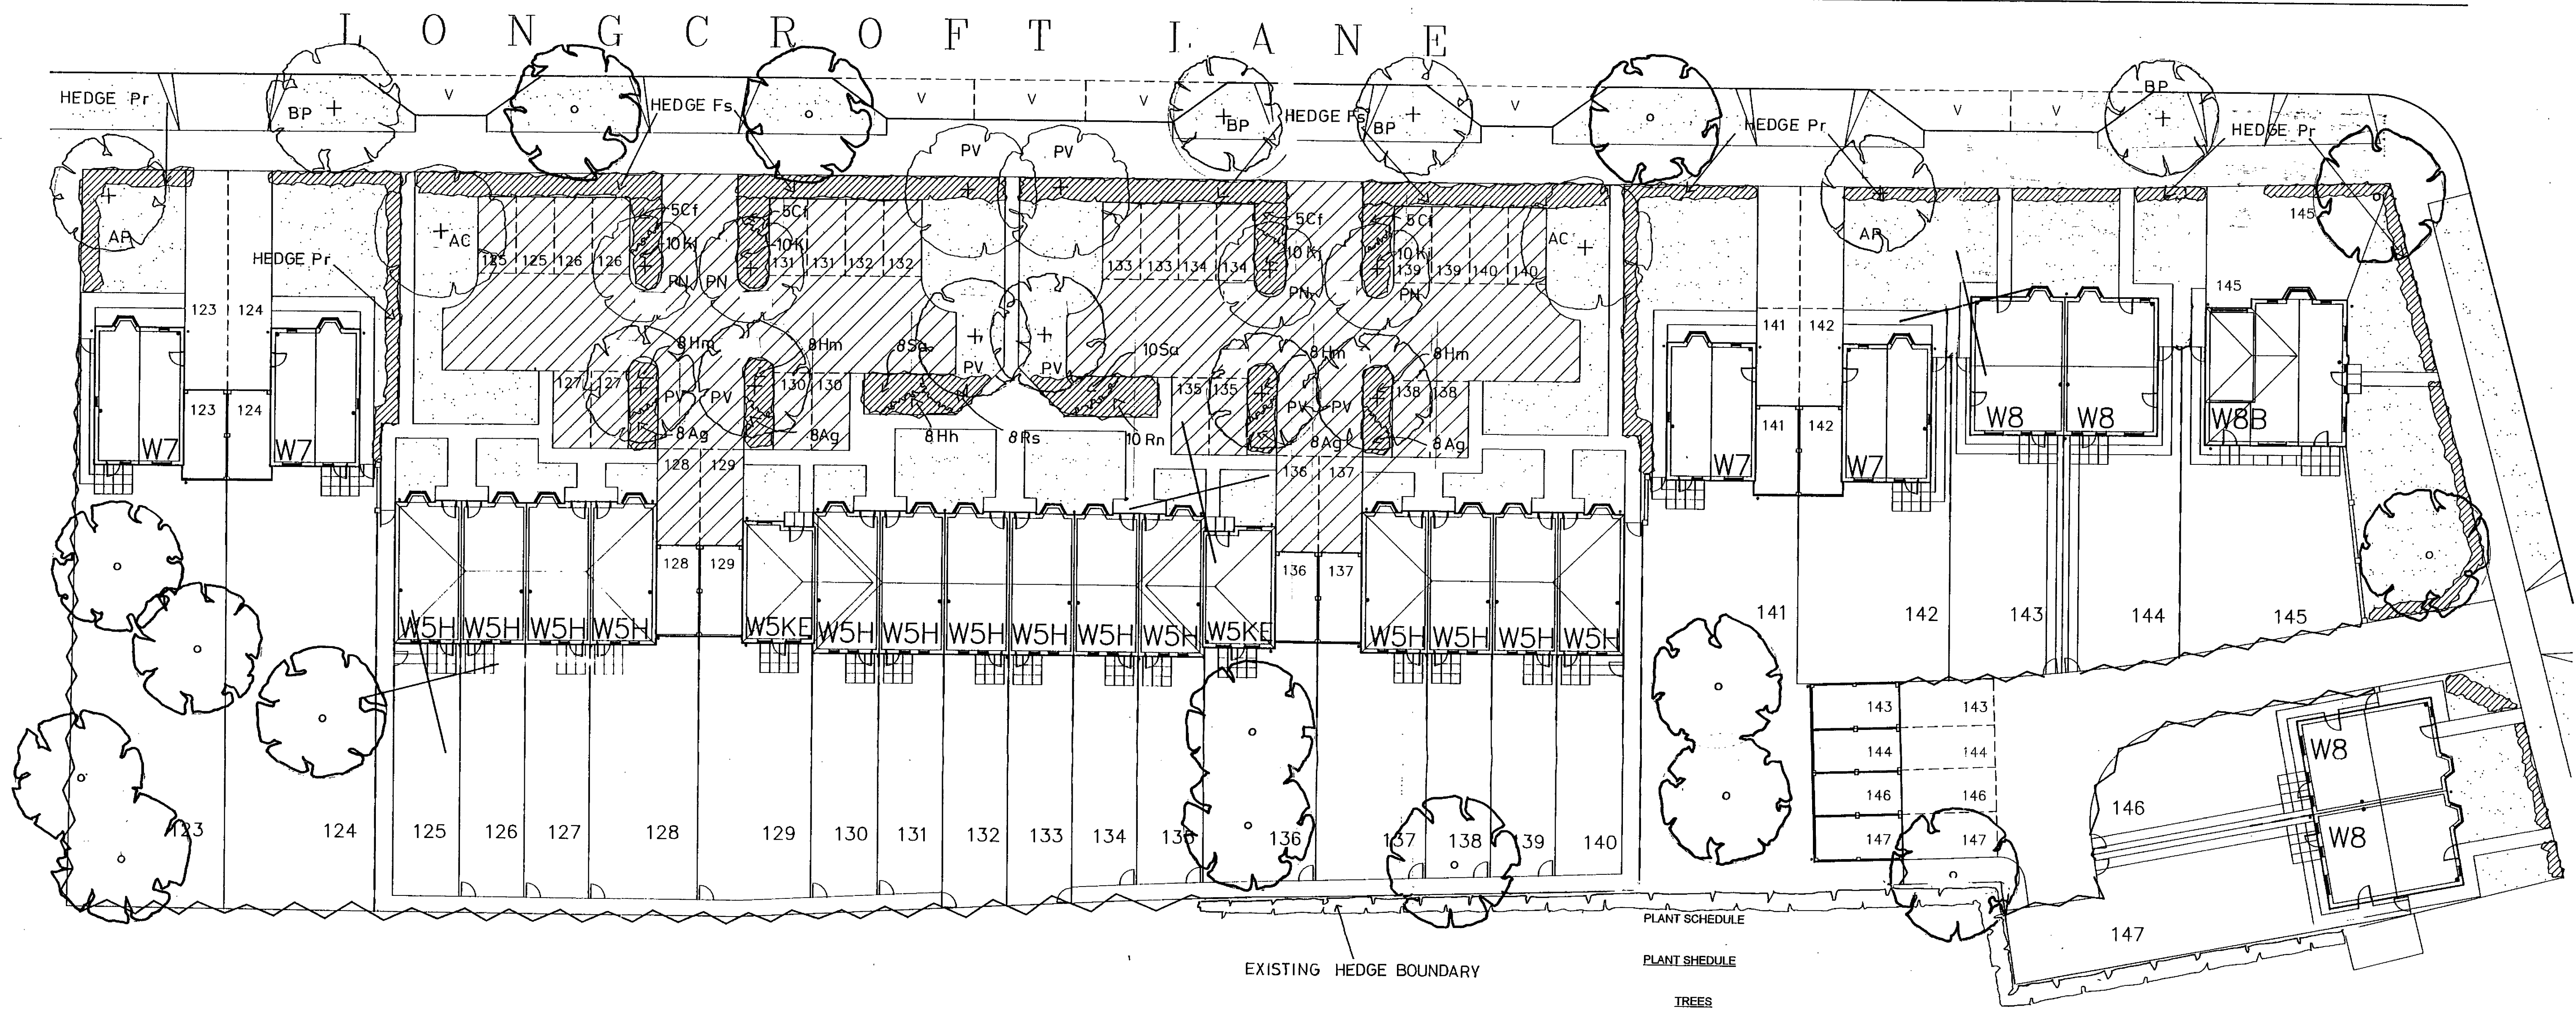 LONGCROFT LANE
HEDGE Pr
BP
V
HEDGE Fs
V
V
V
BP
HEDGE Fs
BP
V
HEDGE Pr
V
V
BP
HEDGE Pr
AP
HEDGE Pr
AC
125 125 126 126
5Cf
10Kj
PN
PN
5Cf
10Kj
131 131 132 132
PV
PV
133 133 134 134
5Cf
10Kj
PN
5Cf
10Kj
PN
139 139 140 140
AC
AP
145
145
123 124
141 142
8Hm
8Hm
8Sa
PV
PV
10Sa
8Hm
8Hm
127 127
PV
PV
130 130
135 135
PV
PV
138 138
8Ag
8Ag
8Hh
8Rs
10Rn
8Ag
8Ag
123 124
141 142
W7
W7
W7
W7
W8
W8
W8B
128 129
136 137
128 129
136 137
W5H W5H W5H W5H
W5KE
W5H W5H W5H W5H W5H W5H
W5KE
W5H W5H W5H W5H
141 142 143 144 145
143 143
144 144
146 146
147 147
W8
W8
146
147
123 124 125 126 127 128 129 130 131 132 133 134 135 136 137 138 139 140
EXISTING HEDGE BOUNDARY
PLANT SCHEDULE
PLANT SHEDULE
TREES